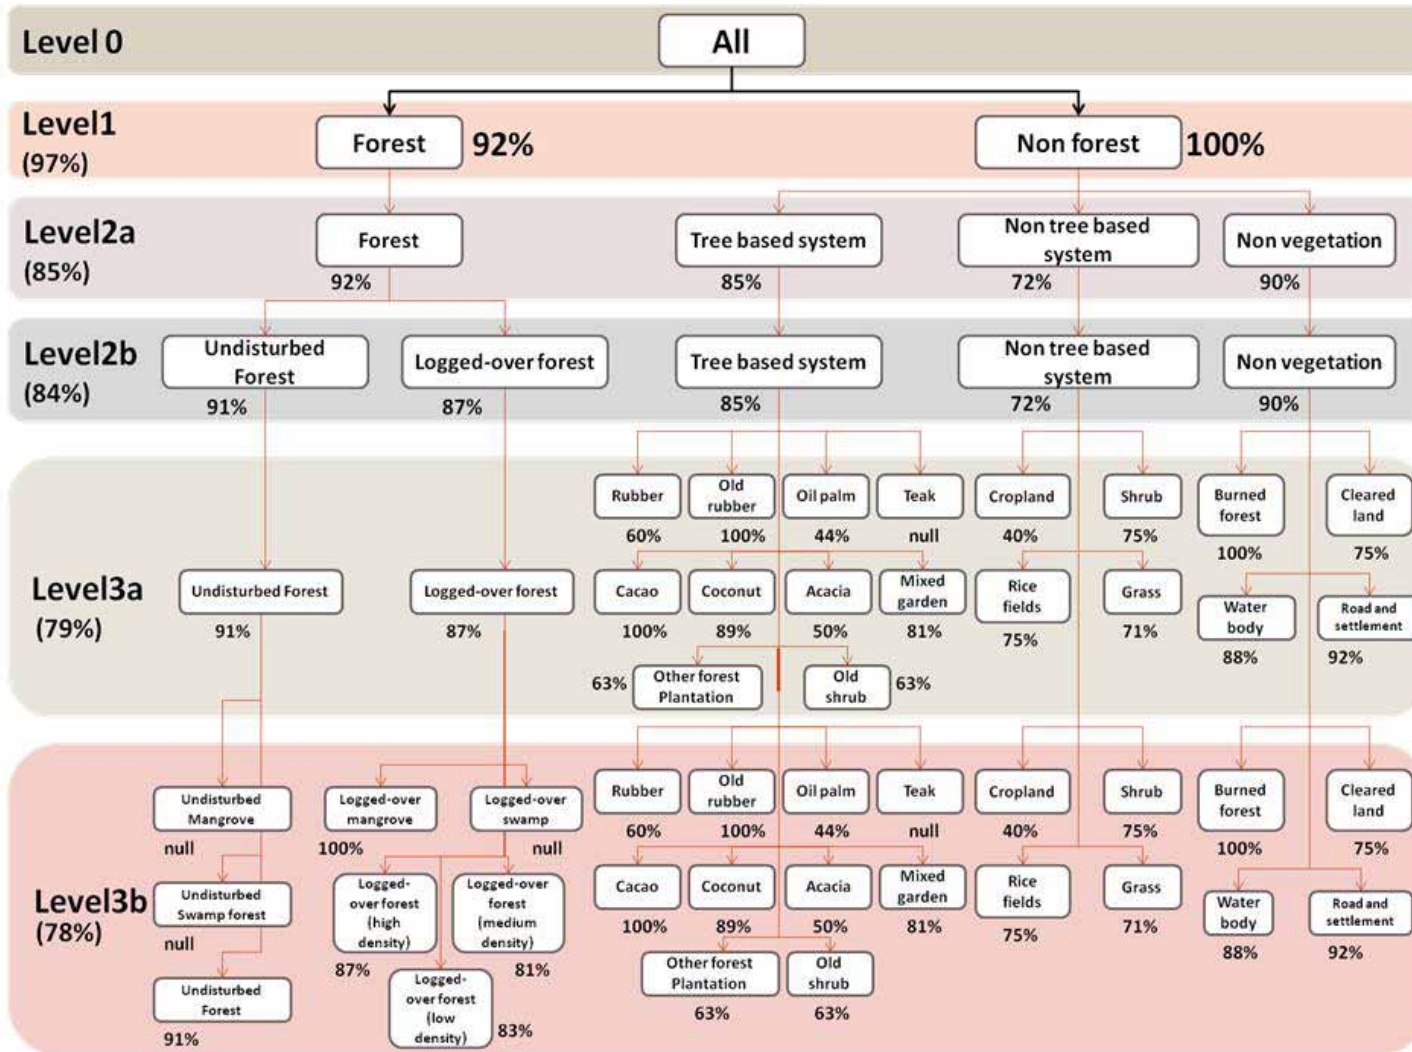 Level 0
All
Level1
(97%)
Forest
92%
Non forest
100%
Level2a
(85%)
Forest
92%
Tree based system
85%
Non tree based
system
72%
Non vegetation
90%
Level2b
(84%)
Undisturbed
Forest
91%
Logged-over forest
87%
Tree based system
85%
Non tree based
system
72%
Non vegetation
90%
Level3a
(79%)
Undisturbed Forest
91%
Logged-over forest
87%
Rubber
60%
Old
rubber
100%
Oil palm
44%
Teak
null
Cropland
40%
Shrub
75%
Burned
forest
100%
Cleared
land
75%
Cacao
100%
Coconut
89%
Acacia
50%
Mixed
garden
81%
Rice
fields
75%
Grass
71%
Water
body
88%
Road and
settlement
92%
63%
Other forest
Plantation
Old
shrub
63%
Level3b
(78%)
Undisturbed
Mangrove
null
Undisturbed
Swamp forest
null
Undisturbed
Forest
91%
Logged-over
mangrove
100%
Logged-over
swamp
null
Logged-
over forest
(high
density)
87%
Logged-over
forest
(medium
density)
81%
Logged-
over forest
(low
density)
83%
Rubber
60%
Old
rubber
100%
Oil palm
44%
Teak
null
Cropland
40%
Shrub
75%
Burned
forest
100%
Cleared
land
75%
Cacao
100%
Coconut
89%
Acacia
50%
Mixed
garden
81%
Rice
fields
75%
Grass
71%
Water
body
88%
Road and
settlement
92%
Other forest
Plantation
63%
Old
shrub
63%